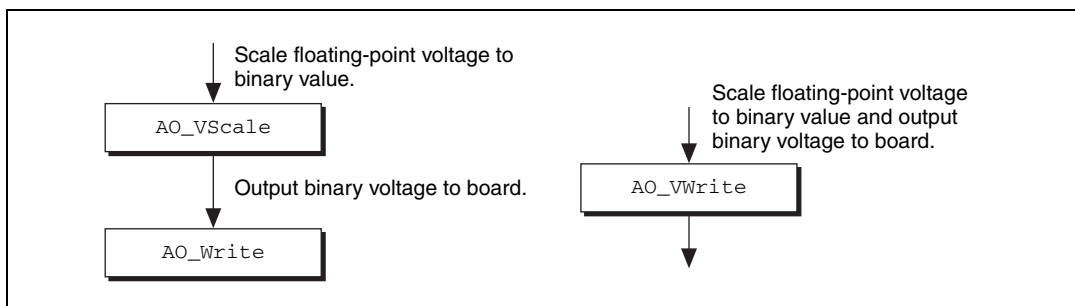 Scale floating-point voltage to
binary value.
AO_VScale
Output binary voltage to board.
AO_Write
Scale floating-point voltage
to binary value and output
binary voltage to board.
AO_VWrite